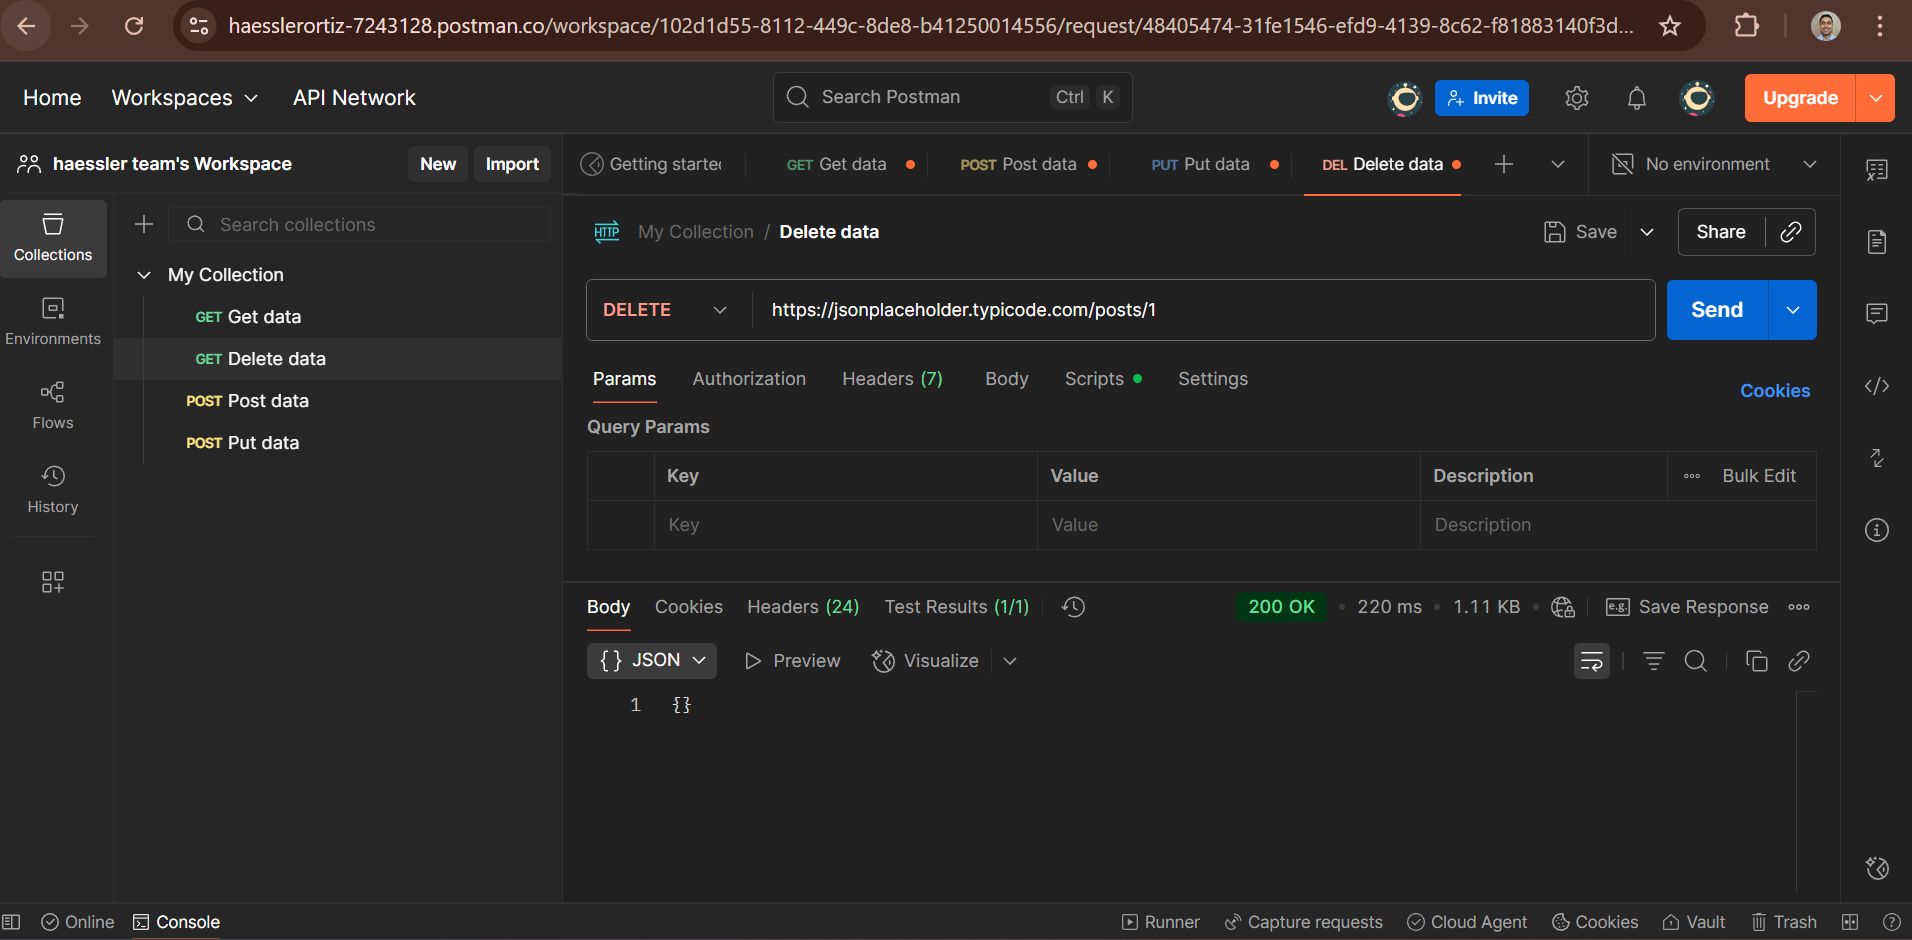 haesslerortiz-7243128.postman.co/workspace/102d1d55-8112-449c-8de8-b41250014556/request/48405474-31fe1546-efd9-4139-8c62-f81883140f3d...
Home Workspaces API Network
Search Postman Ctrl K
Invite
Upgrade
haessler team's Workspace
New Import
Getting starte
GET Get data
POST Post data
PUT Put data
DEL Delete data
No environment
Collections
Environments
Flows
History
Search collections
My Collection
GET Get data
GET Delete data
POST Post data
POST Put data
HTTP My Collection / Delete data
Save
Share
DELETE https://jsonplaceholder.typicode.com/posts/1
Send
Params Authorization Headers (7) Body Scripts Settings
Cookies
Query Params
Key Value Description Bulk Edit
Key Value Description
Body Cookies Headers (24) Test Results (1/1)
200 OK • 220 ms • 1.11 KB • e.g. Save Response
{} JSON Preview Visualize
1 {}
Online Console
Runner Capture requests Cloud Agent Cookies Vault Trash